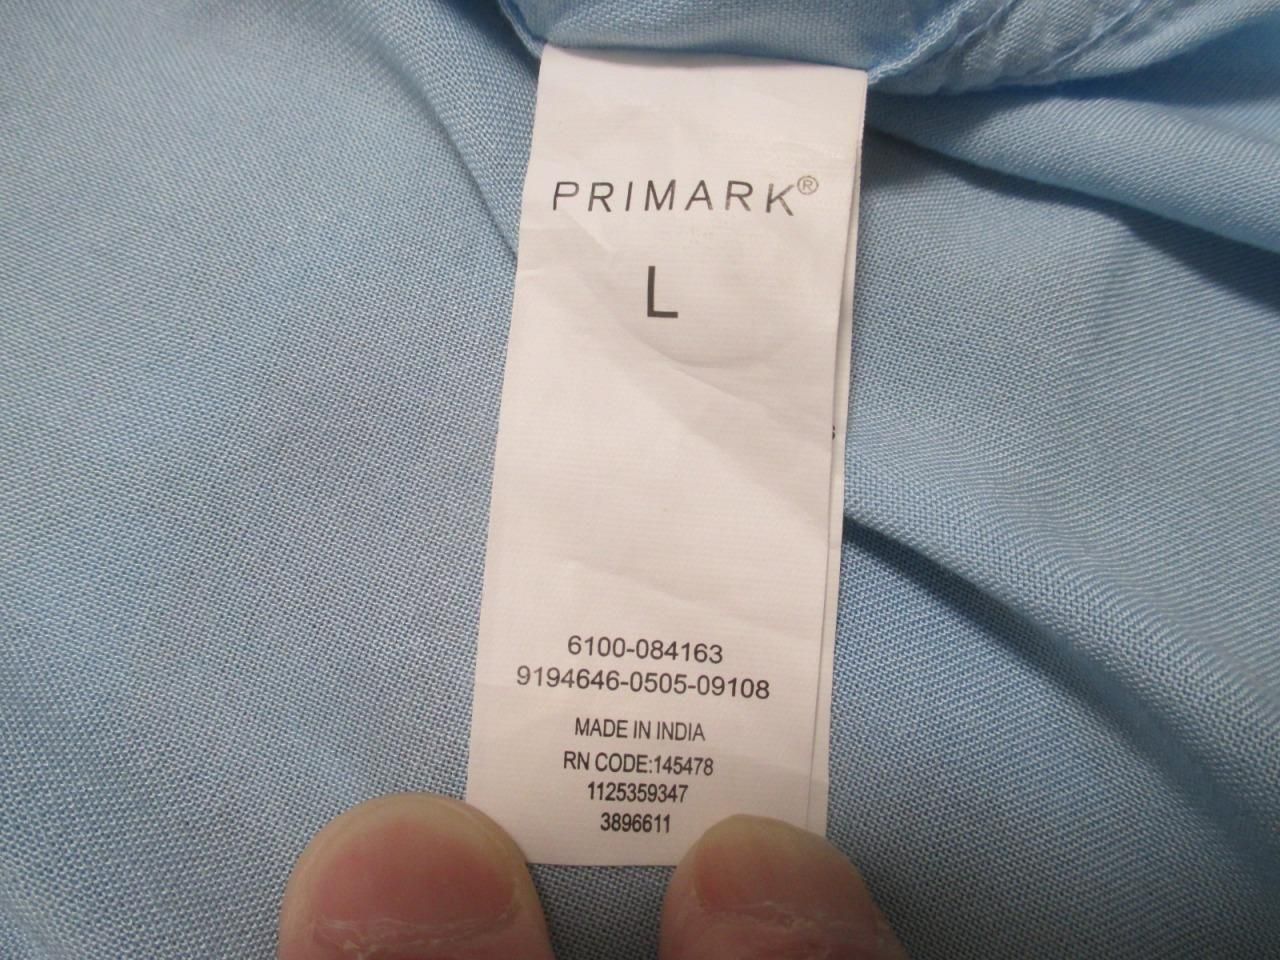 PRIMARK®
L
6100-084163
9194646-0505-09108
MADE IN INDIA
RN CODE:145478
1125359347
3896611